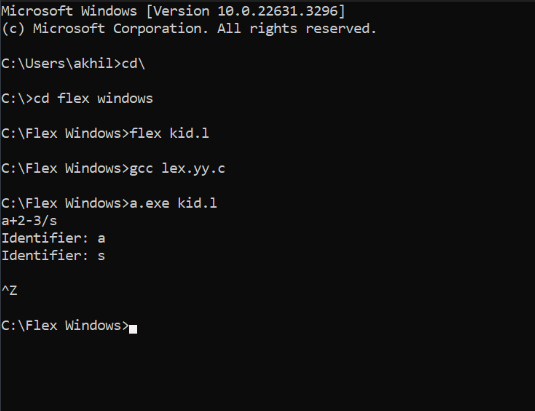 Microsoft Windows [Version 10.0.22631.3296]
(c) Microsoft Corporation. All rights reserved.
C:\Users\akhil>cd\
C:\>cd flex windows
C:\Flex Windows>flex kid.l
C:\Flex Windows>gcc lex.yy.c
C:\Flex Windows>a.exe kid.l
a+2-3/s
Identifier: a
Identifier: s
^Z
C:\Flex Windows>